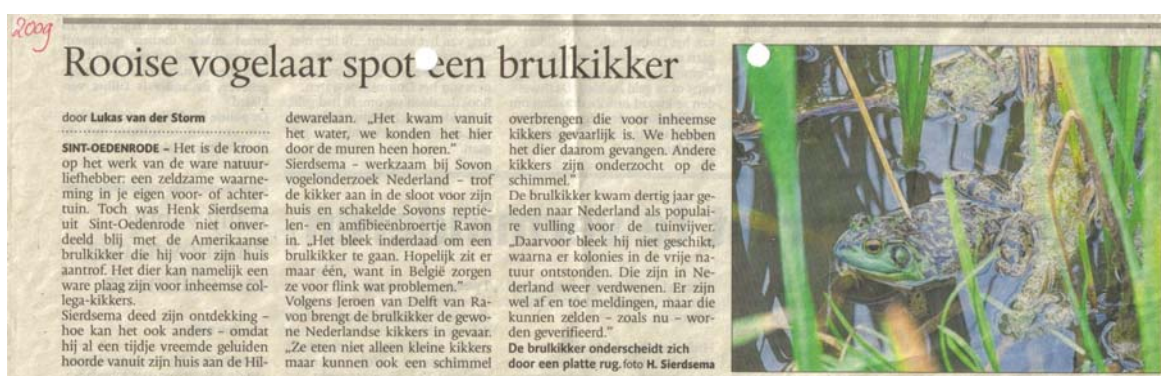 2009
Rooise vogelaar spot een brulkikker
door Lukas van der Storm
SINT-OEDENRODE – Het is de kroon
op het werk van de ware natuur-
liefhebber: een zeldzame waarne-
ming in je eigen voor- of achter-
tuin. Toch was Henk Sierdsema
uit Sint-Oedenrode niet onver-
deeld blij met de Amerikaanse
brulkikker die hij voor zijn huis
aantrof. Het dier kan namelijk een
ware plaag zijn voor inheemse col-
lega-kikkers.
Sierdsema deed zijn ontdekking –
hoe kan het ook anders – omdat
hij al een tijdje vreemde geluiden
hoorde vanuit zijn huis aan de Hil-
dewarelaan. „Het kwam vanuit
het water, we konden het hier
door de muren heen horen."
Sierdsema – werkzaam bij Sovon
vogelonderzoek Nederland – trof
de kikker aan in de sloot voor zijn
huis en schakelde Sovons reptie-
len- en amfibieënbroertje Ravon
in. „Het bleek inderdaad om een
brulkikker te gaan. Hopelijk zit er
maar één, want in België zorgen
ze voor flink wat problemen."
Volgens Jeroen van Delft van Ra-
von brengt de brulkikker de gewo-
ne Nederlandse kikkers in gevaar.
„Ze eten niet alleen kleine kikkers
maar kunnen ook een schimmel
overbrengen die voor inheemse
kikkers gevaarlijk is. We hebben
het dier daarom gevangen. Andere
kikkers zijn onderzocht op de
schimmel."
De brulkikker kwam dertig jaar ge-
leden naar Nederland als populai-
re vulling voor de tuinvijver.
„Daarvoor bleek hij niet geschikt,
waarna er kolonies in de vrije na-
tuur ontstonden. Die zijn in Ne-
derland weer verdwenen. Er zijn
wel af en toe meldingen, maar die
kunnen zelden – zoals nu – wor-
den geverifieerd."
De brulkikker onderscheidt zich
door een platte rug. foto H. Sierdsema